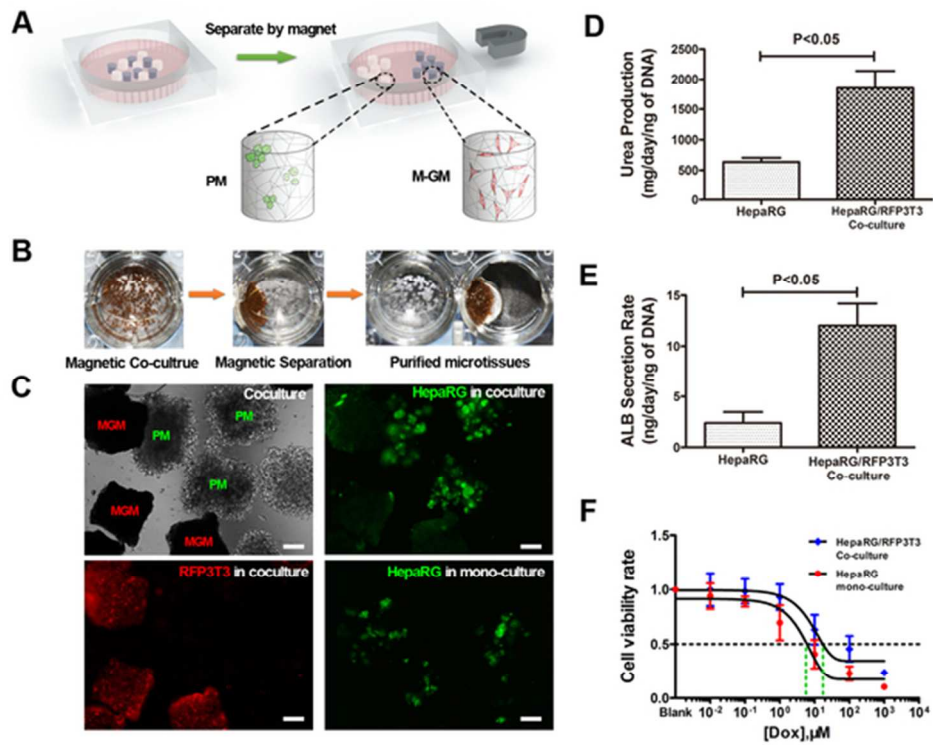 A
Separate by magnet
PM
M-GM
B
Magnetic Co-cultrue
Magnetic Separation
Purified microtissues
C
Coculture
MGM
PM
PM
PM
MGM
MGM
HepaRG in coculture
RFP3T3 in coculture
HepaRG in mono-culture
D
P<0.05
Urea Production
(mg/day/ng of DNA)
2500
2000
1500
1000
500
0
HepaRG
HepaRG/RFP3T3
Co-culture
E
P<0.05
ALB Secretion Rate
(ng/day/ng of DNA)
15
10
5
0
HepaRG
HepaRG/RFP3T3
Co-culture
F
HepaRG/RFP3T3
Co-culture
HepaRG
mono-culture
Cell viability rate
1.5
1.0
0.5
0.0
Blank 10⁻² 10⁻¹ 10⁰ 10¹ 10² 10³ 10⁴
[Dox],µM